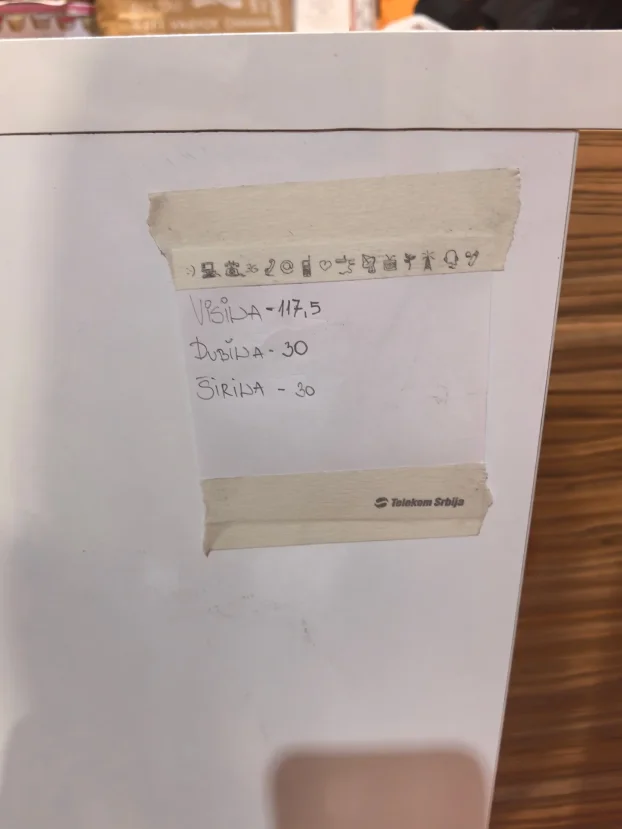 VISINA - 117,5
DUBINA - 30
ŠIRINA - 30
Telekom Srbija